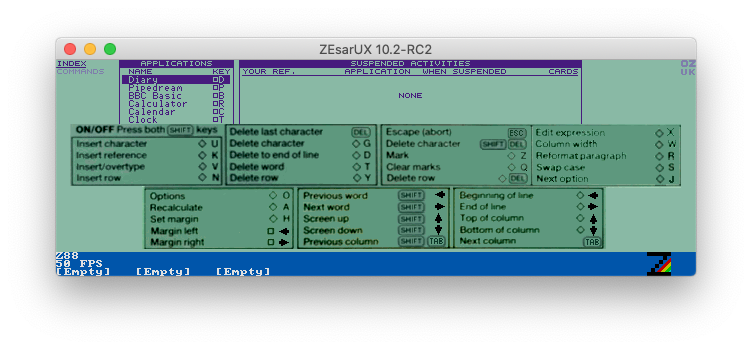 ZEsarUX 10.2-RC2
INDEX
COMMANDS
APPLICATIONS
NAME KEY
Diary □D
Pipedream □P
BBC Basic □B
Calculator □R
Calendar □C
Clock □T
SUSPENDED ACTIVITIES
YOUR REF. APPLICATION WHEN SUSPENDED CARDS
NONE
OZ
UK
ON/OFF Press both SHIFT keys
Insert character ◇ U
Insert reference ◇ K
Insert/overtype ◇ V
Insert row ◇ N
Delete last character DEL
Delete character ◇ G
Delete to end of line ◇ D
Delete word ◇ T
Delete row ◇ Y
Escape (abort) ESC
Delete character SHIFT DEL
Mark ◇ Z
Clear marks ◇ Q
Delete row ◇ DEL
Edit expression ◇ X
Column width ◇ W
Reformat paragraph ◇ R
Swap case ◇ S
Next option ◇ J
Options ◇ O
Recalculate ◇ A
Set margin ◇ H
Margin left □ ←
Margin right □ →
Previous word SHIFT ←
Next word SHIFT →
Screen up SHIFT ↑
Screen down SHIFT ↓
Previous column SHIFT TAB
Beginning of line ◇ ←
End of line ◇ →
Top of column ◇ ↑
Bottom of column ◇ ↓
Next column TAB
Z88
50 FPS
[Empty] [Empty] [Empty]